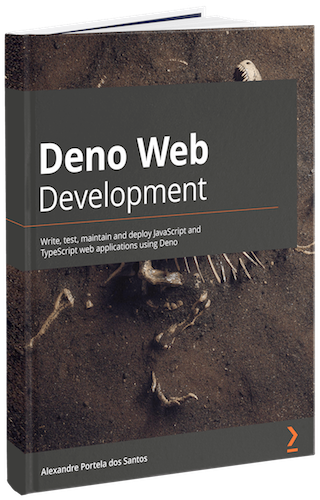 Deno Web
Development
Write, test, maintain and deploy JavaScript and
TypeScript web applications using Deno
Alexandre Portela dos Santos